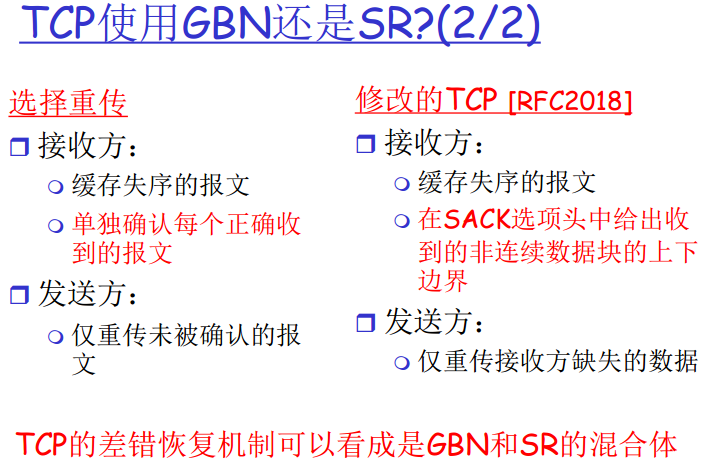 TCP使用GBN还是SR?(2/2)
选择重传
接收方：
缓存失序的报文
单独确认每个正确收
到的报文
发送方：
仅重传未被确认的报
文
修改的TCP [RFC2018]
接收方：
缓存失序的报文
在SACK选项头中给出收
到的非连续数据块的上下
边界
发送方：
仅重传接收方缺失的数据
TCP的差错恢复机制可以看成是GBN和SR的混合体